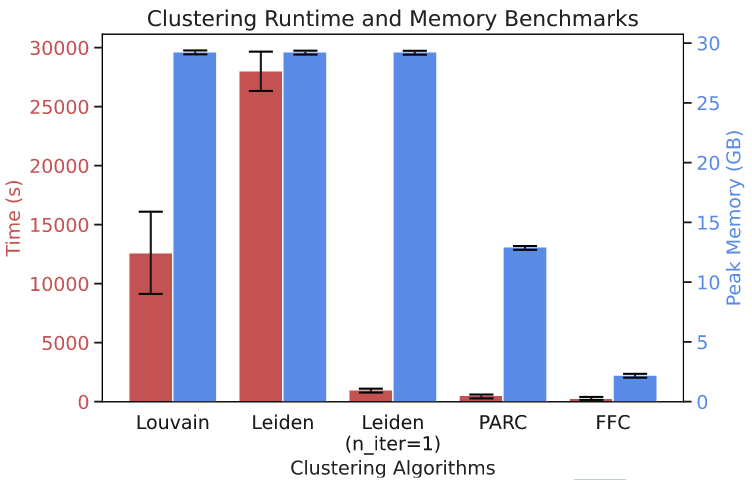 Clustering Runtime and Memory Benchmarks
Time (s)
30000
25000
20000
15000
10000
5000
0
30
25
20
15
10
5
0
Peak Memory (GB)
Louvain
Leiden
Leiden
(n_iter=1)
PARC
FFC
Clustering Algorithms